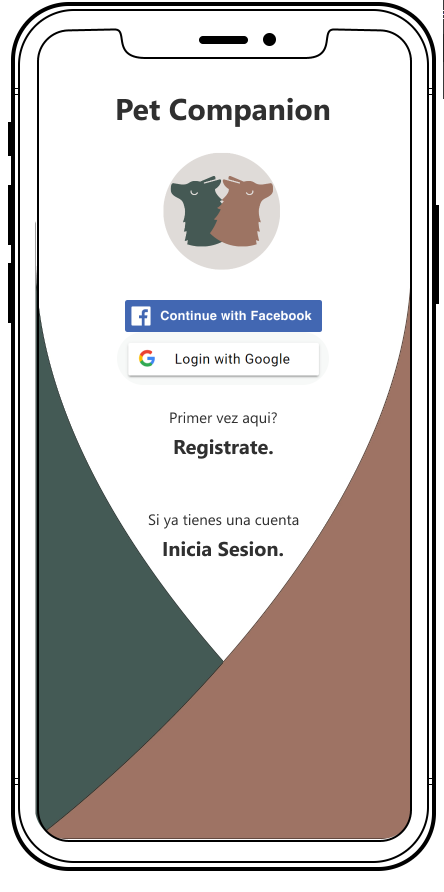 Pet Companion
Continue with Facebook
Login with Google
Primer vez aqui?
Registrate.
Si ya tienes una cuenta
Inicia Sesion.